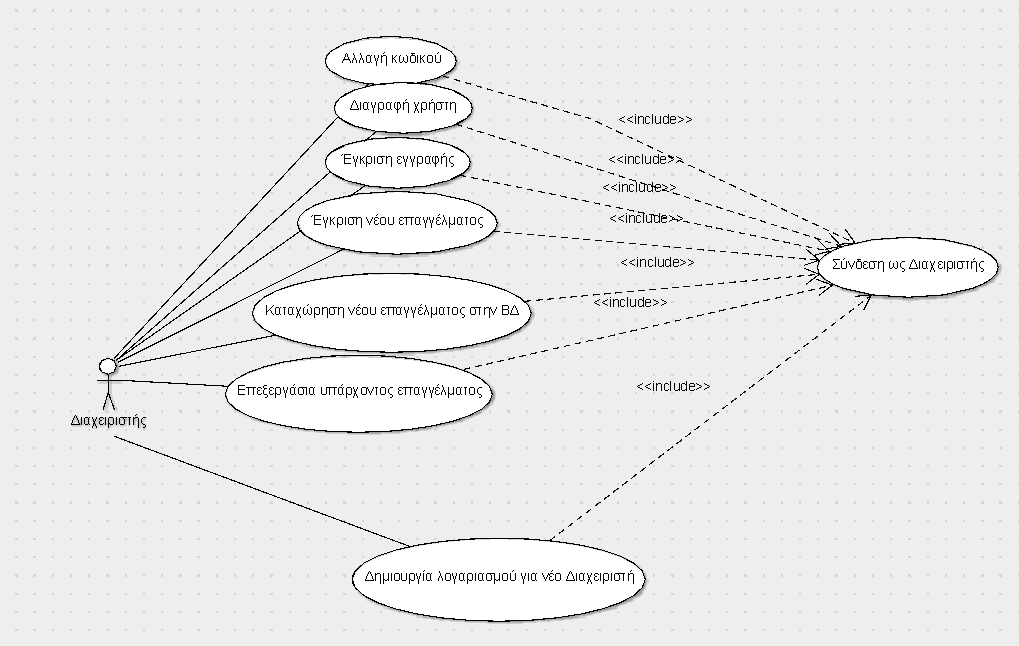 Αλλαγή κωδικού
Διαγραφή χρήστη
<<include>>
Έγκριση εγγραφής
<<include>>
<<include>>
Έγκριση νέου επαγγέλματος
<<include>>
<<include>>
Σύνδεση ως Διαχειριστής
Καταχώρηση νέου επαγγέλματος στην ΒΔ
<<include>>
Επεξεργάσια υπάρχοντος επαγγέλματος
<<include>>
Διαχειριστής
Δημιουργία λογαριασμού για νέο Διαχειριστή